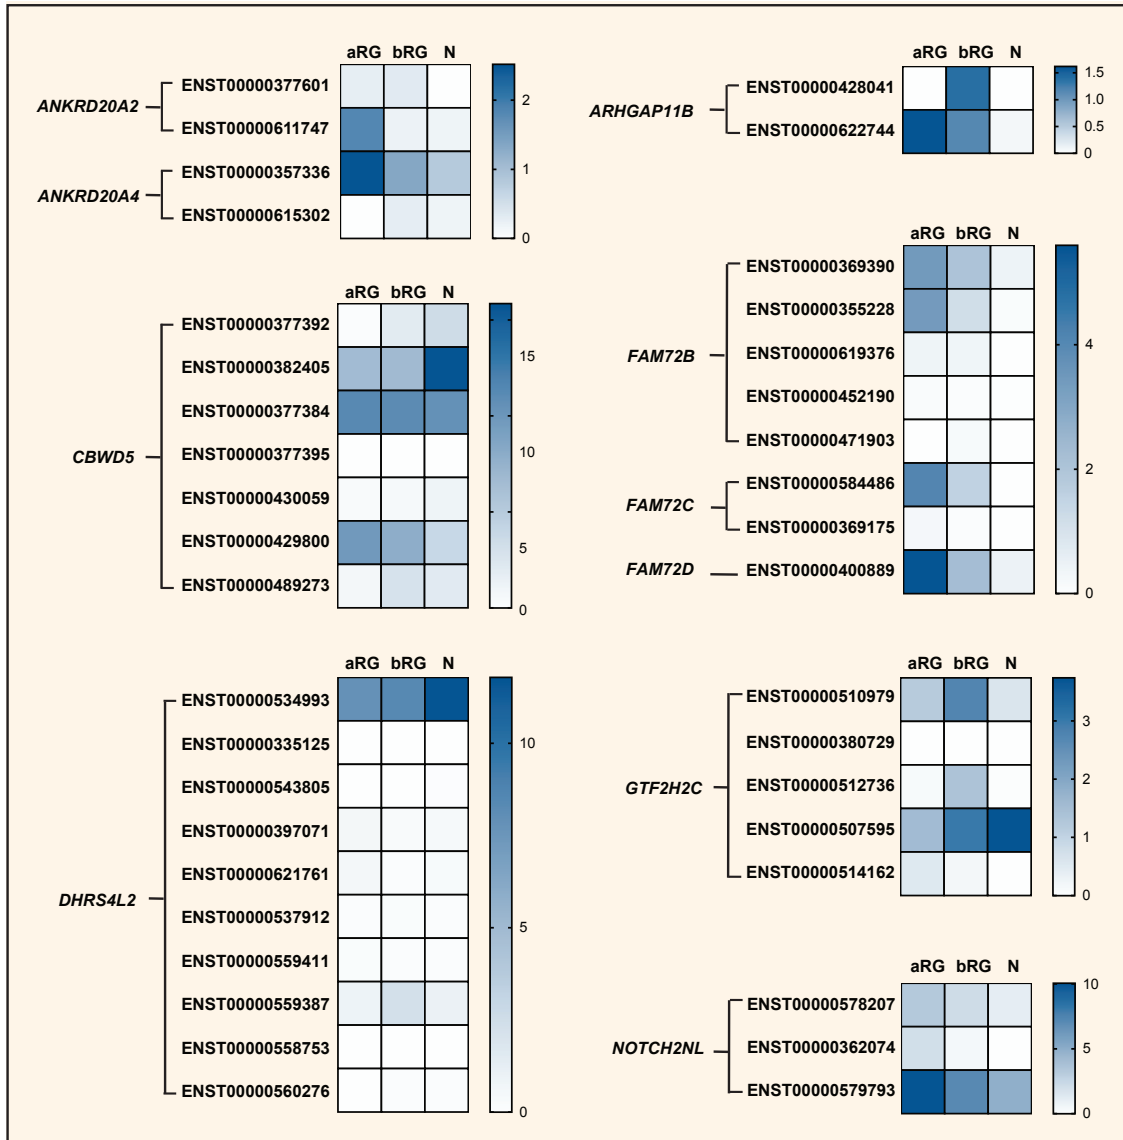 aRG bRG N
ANKRD20A2
ENST00000377601
ENST00000611747
ANKRD20A4
ENST00000357336
ENST00000615302
2
1
0
aRG bRG N
ARHGAP11B
ENST00000428041
ENST00000622744
1.5
1.0
0.5
0
aRG bRG N
CBWD5
ENST00000377392
ENST00000382405
ENST00000377384
ENST00000377395
ENST00000430059
ENST00000429800
ENST00000489273
15
10
5
0
aRG bRG N
FAM72B
ENST00000369390
ENST00000355228
ENST00000619376
ENST00000452190
ENST00000471903
FAM72C
ENST00000584486
ENST00000369175
FAM72D
ENST00000400889
4
2
0
aRG bRG N
DHRS4L2
ENST00000534993
ENST00000335125
ENST00000543805
ENST00000397071
ENST00000621761
ENST00000537912
ENST00000559411
ENST00000559387
ENST00000558753
ENST00000560276
10
5
0
aRG bRG N
GTF2H2C
ENST00000510979
ENST00000380729
ENST00000512736
ENST00000507595
ENST00000514162
3
2
1
0
aRG bRG N
NOTCH2NL
ENST00000578207
ENST00000362074
ENST00000579793
10
5
0